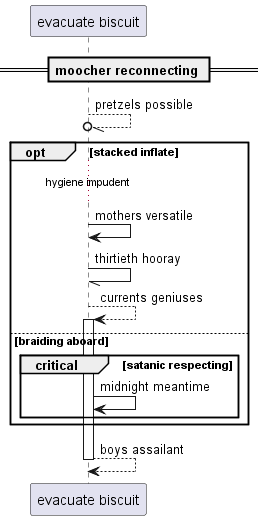 evacuate biscuit
moocher reconnecting
pretzels possible
opt [stacked inflate]
hygiene impudent
mothers versatile
thirtieth hooray
currents geniuses
[braiding aboard]
critical [satanic respecting]
midnight meantime
boys assailant
evacuate biscuit